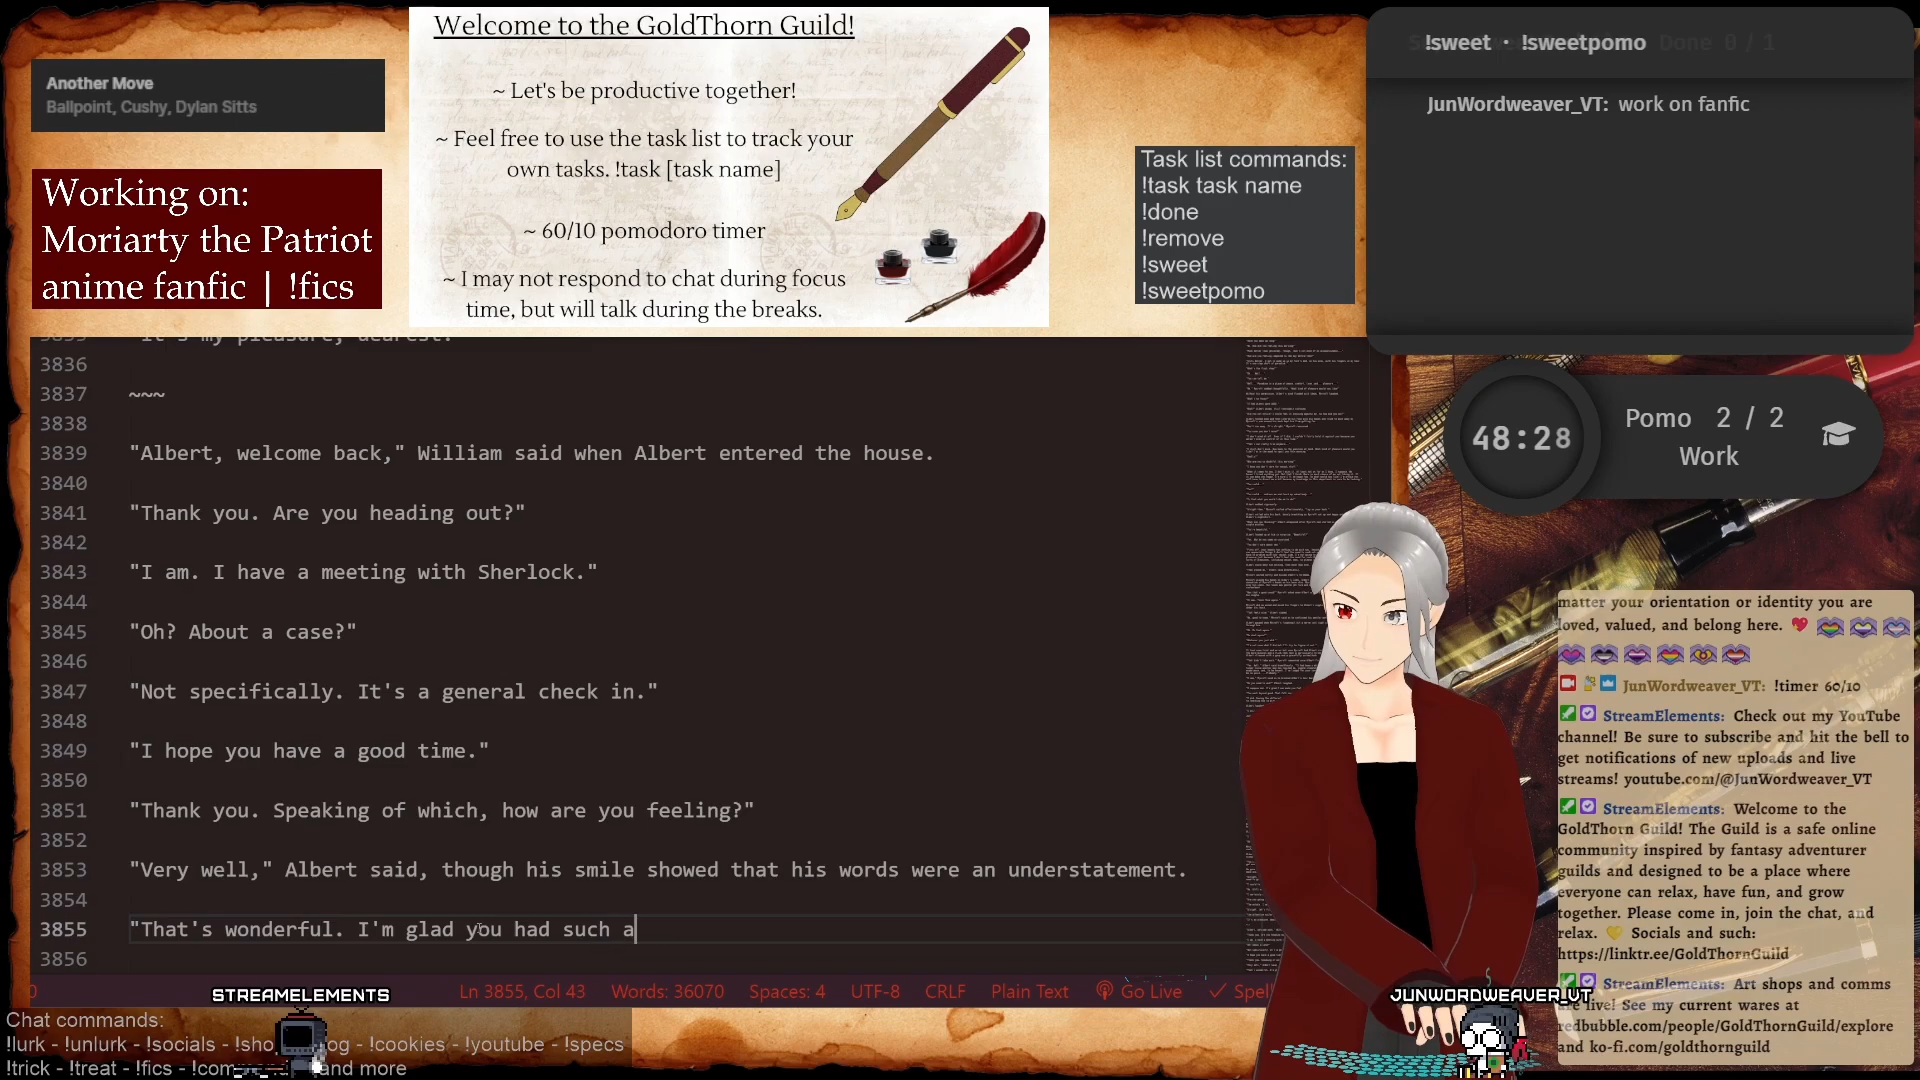 Another Move
Ballpoint, Cushy, Dylan Sitts
Working on:
Moriarty the Patriot
anime fanfic | !fics
Welcome to the GoldThorn Guild!
~ Let's be productive together!
~ Feel free to use the task list to track your
own tasks. !task [task name]
~ 60/10 pomodoro timer
~ I may not respond to chat during focus
time, but will talk during the breaks.
Task list commands:
!task task name
!done
!remove
!sweet
!sweetpomo
!sweet · !sweetpomo Done 0 / 1
JunWordweaver_VT: work on fanfic
48:28
Pomo 2 / 2
Work
3835 "It's my pleasure, dearest."
3836
3837 ~~~
3838
3839 "Albert, welcome back," William said when Albert entered the house.
3840
3841 "Thank you. Are you heading out?"
3842
3843 "I am. I have a meeting with Sherlock."
3844
3845 "Oh? About a case?"
3846
3847 "Not specifically. It's a general check in."
3848
3849 "I hope you have a good time."
3850
3851 "Thank you. Speaking of which, how are you feeling?"
3852
3853 "Very well," Albert said, though his smile showed that his words were an understatement.
3854
3855 "That's wonderful. I'm glad you had such a
3856
0 Ln 3855, Col 43 Words: 36070 Spaces: 4 UTF-8 CRLF Plain Text Go Live Spell
STREAMELEMENTS
Chat commands:
!lurk - !unlurk - !socials - !sho og - !cookies - !youtube - !specs
!trick - !treat - !fics - !com and more
matter your orientation or identity you are
loved, valued, and belong here.
JunWordweaver_VT: !timer 60/10
StreamElements: Check out my YouTube
channel! Be sure to subscribe and hit the bell to
get notifications of new uploads and live
streams! youtube.com/@JunWordweaver_VT
StreamElements: Welcome to the
GoldThorn Guild! The Guild is a safe online
community inspired by fantasy adventurer
guilds and designed to be a place where
everyone can relax, have fun, and grow
together. Please come in, join the chat, and
relax. Socials and such:
https://linktr.ee/GoldThornGuild
StreamElements: Art shops and comms
are live! See my current wares at
redbubble.com/people/GoldThornGuild/explore
and ko-fi.com/goldthornguild
JUNWORDWEAVER_VT